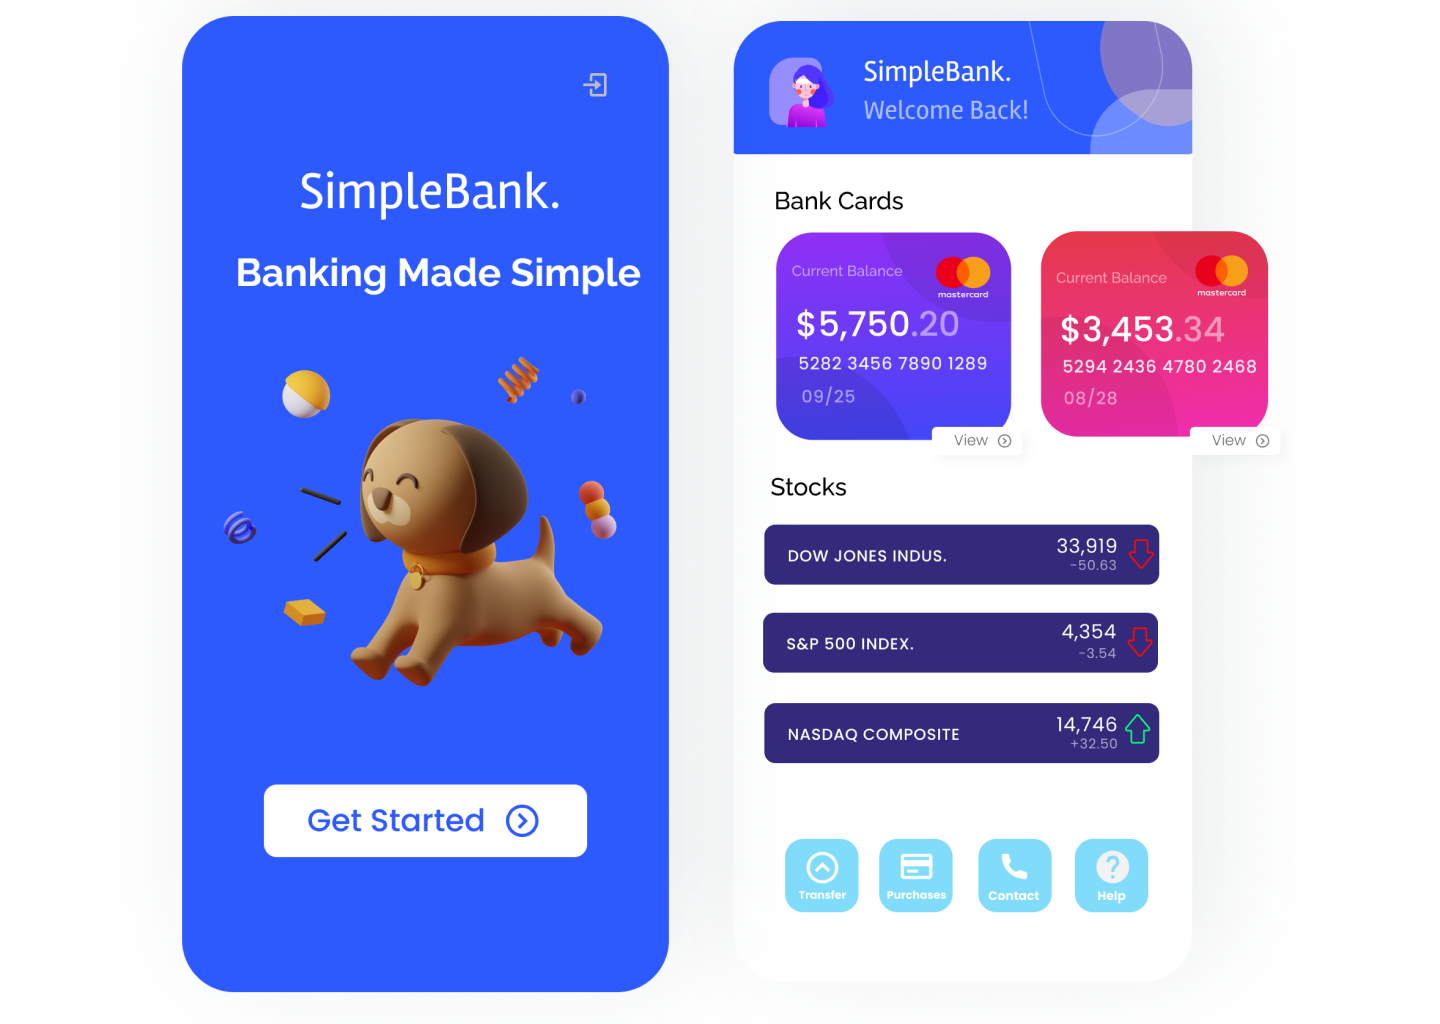 SimpleBank.
Banking Made Simple
Get Started
SimpleBank.
Welcome Back!
Bank Cards
Current Balance
mastercard
$5,750.20
5282 3456 7890 1289
09/25
View
Current Balance
mastercard
$3,453.34
5294 2436 4780 2468
08/28
View
Stocks
DOW JONES INDUS.
33,919
-50.63
S&P 500 INDEX.
4,354
-3.54
NASDAQ COMPOSITE
14,746
+32.50
Transfer
Purchases
Contact
Help